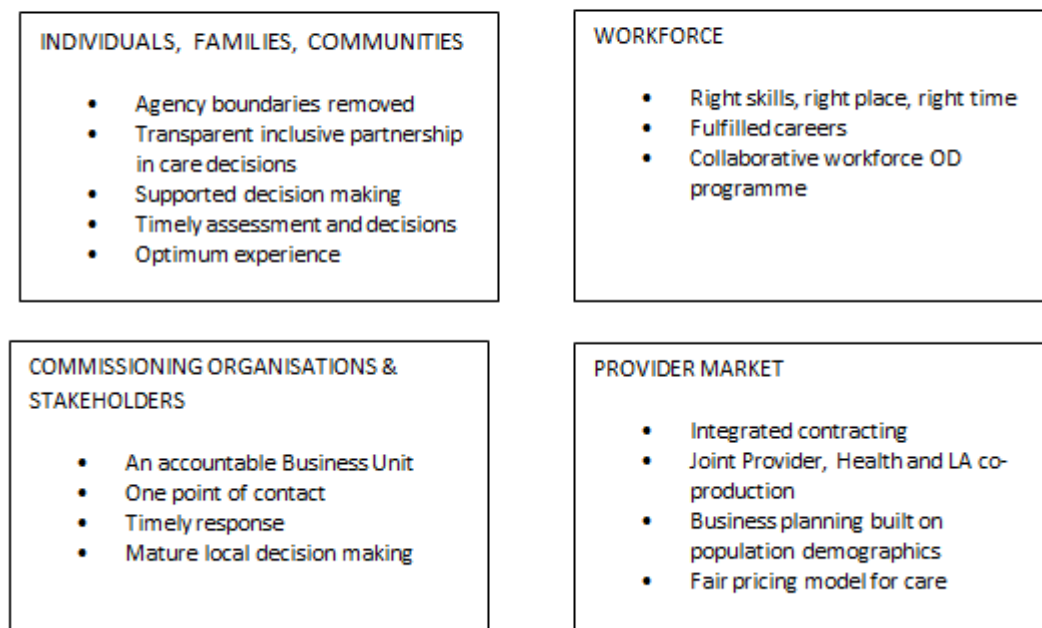 INDIVIDUALS, FAMILIES, COMMUNITIES
• Agency boundaries removed
• Transparent inclusive partnership
in care decisions
• Supported decision making
• Timely assessment and decisions
• Optimum experience
WORKFORCE
• Right skills, right place, right time
• Fulfilled careers
• Collaborative workforce OD
programme
COMMISSIONING ORGANISATIONS &
STAKEHOLDERS
• An accountable Business Unit
• One point of contact
• Timely response
• Mature local decision making
PROVIDER MARKET
• Integrated contracting
• Joint Provider, Health and LA co-
production
• Business planning built on
population demographics
• Fair pricing model for care